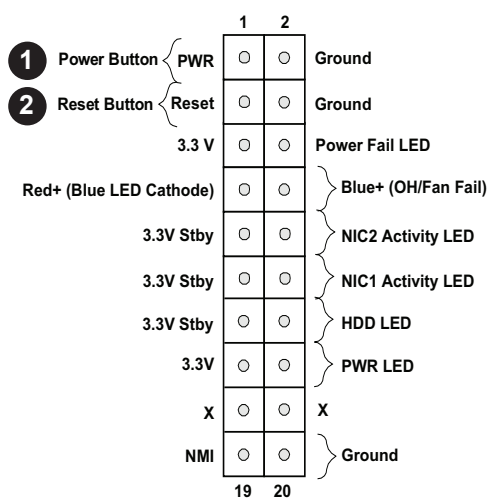 1 2
1 Power Button PWR Ground
2 Reset Button Reset Ground
3.3 V Power Fail LED
Red+ (Blue LED Cathode) Blue+ (OH/Fan Fail)
3.3V Stby NIC2 Activity LED
3.3V Stby NIC1 Activity LED
3.3V Stby HDD LED
3.3V PWR LED
X X
NMI Ground
19 20